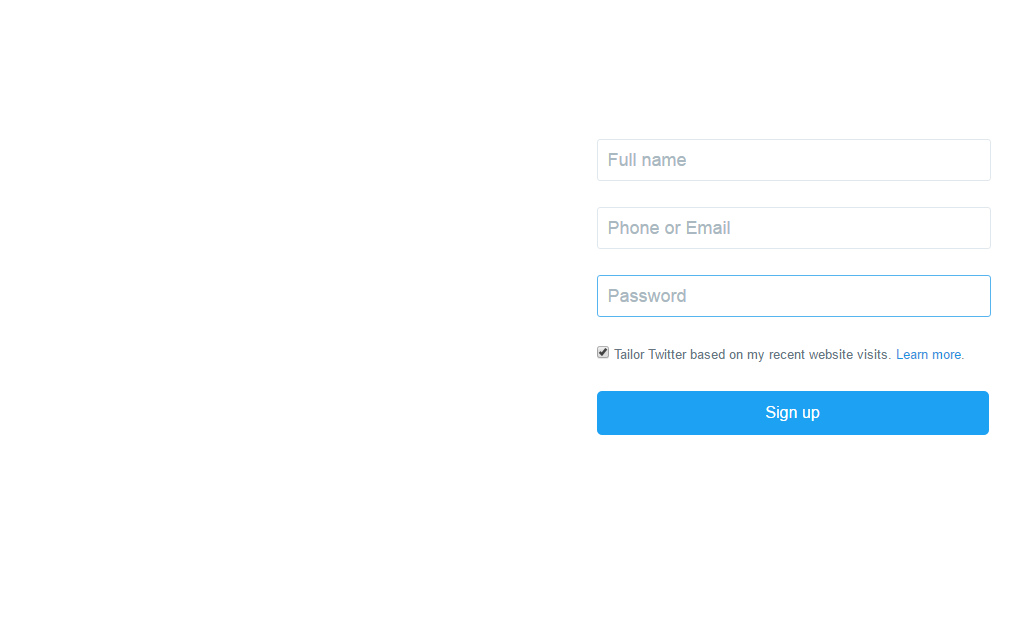 Full name
Phone or Email
Password
Tailor Twitter based on my recent website visits. Learn more.
Sign up